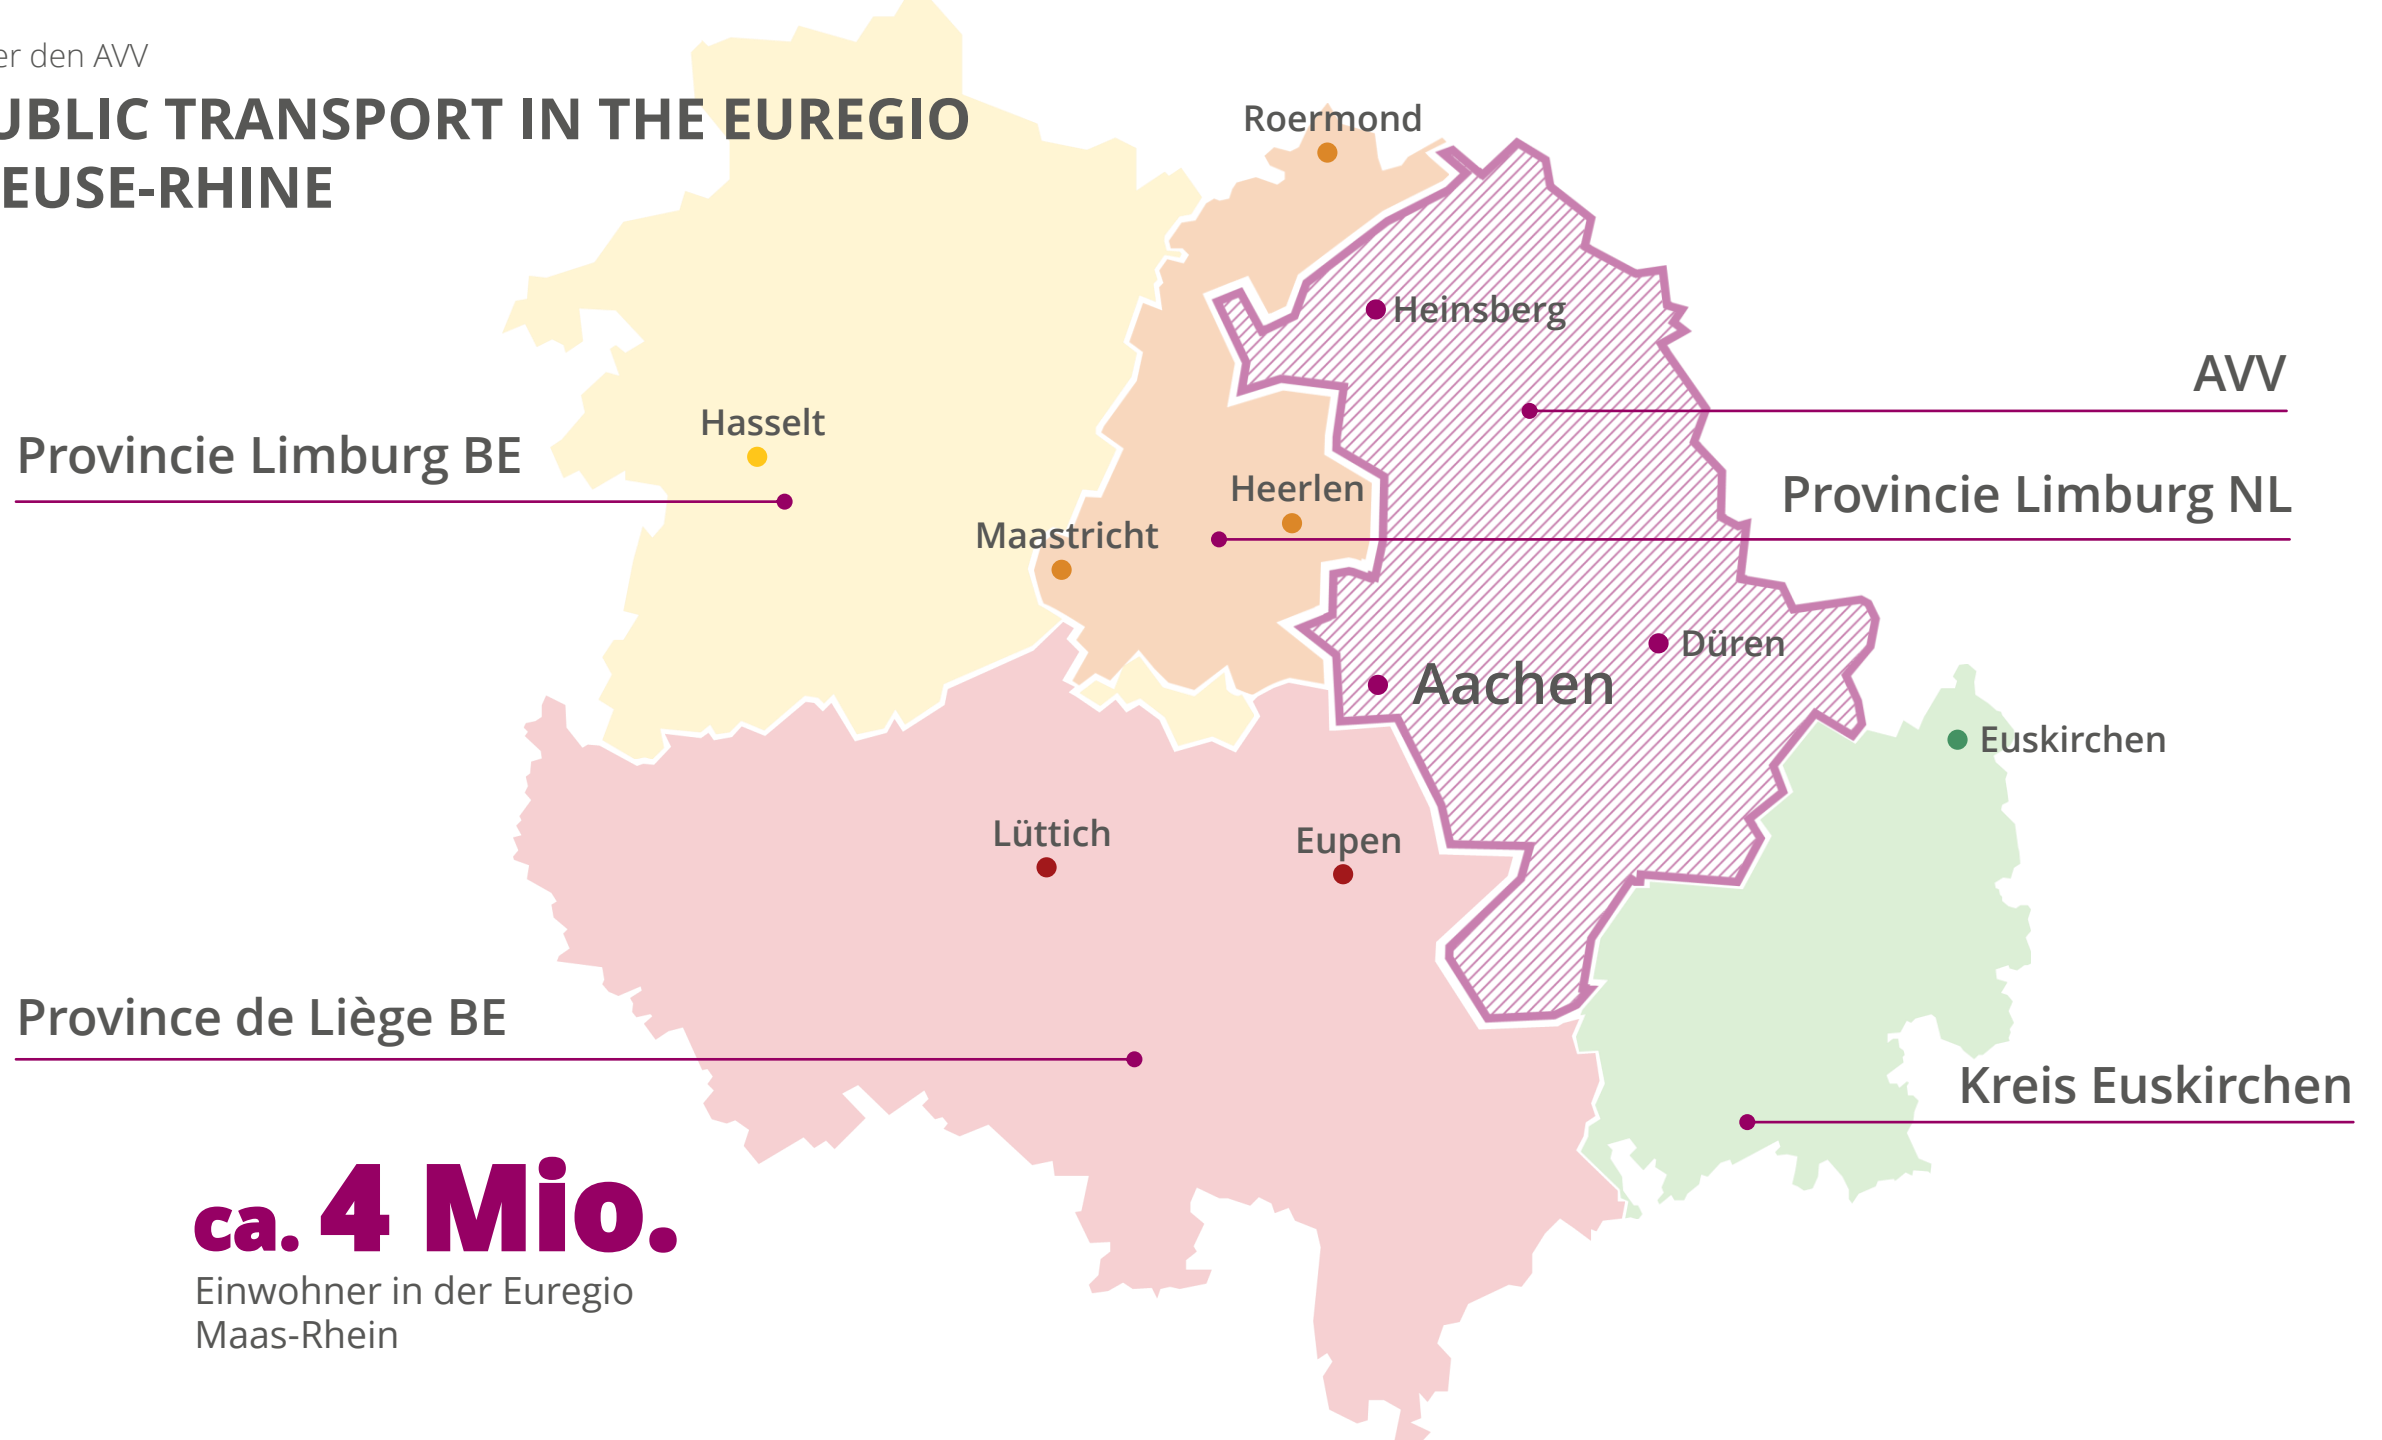 er den AVV
UBLIC TRANSPORT IN THE EUREGIO
EUSE-RHINE
Roermond
Heinsberg
AVV
Hasselt
Provincie Limburg BE
Heerlen
Provincie Limburg NL
Maastricht
Düren
Aachen
Euskirchen
Lüttich
Eupen
Province de Liège BE
Kreis Euskirchen
ca. 4 Mio.
Einwohner in der Euregio
Maas-Rhein